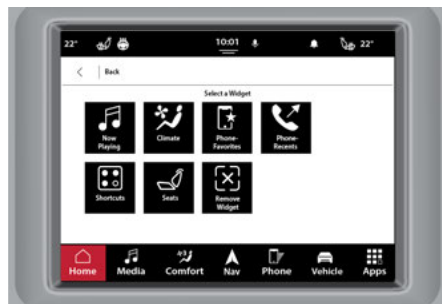 22°
10:01
22°
Back
Select a Widget
Now
Playing
Climate
Phone-
Favorites
Phone-
Recents
Shortcuts
Seats
Remove
Widget
Home Media Comfort Nav Phone Vehicle Apps